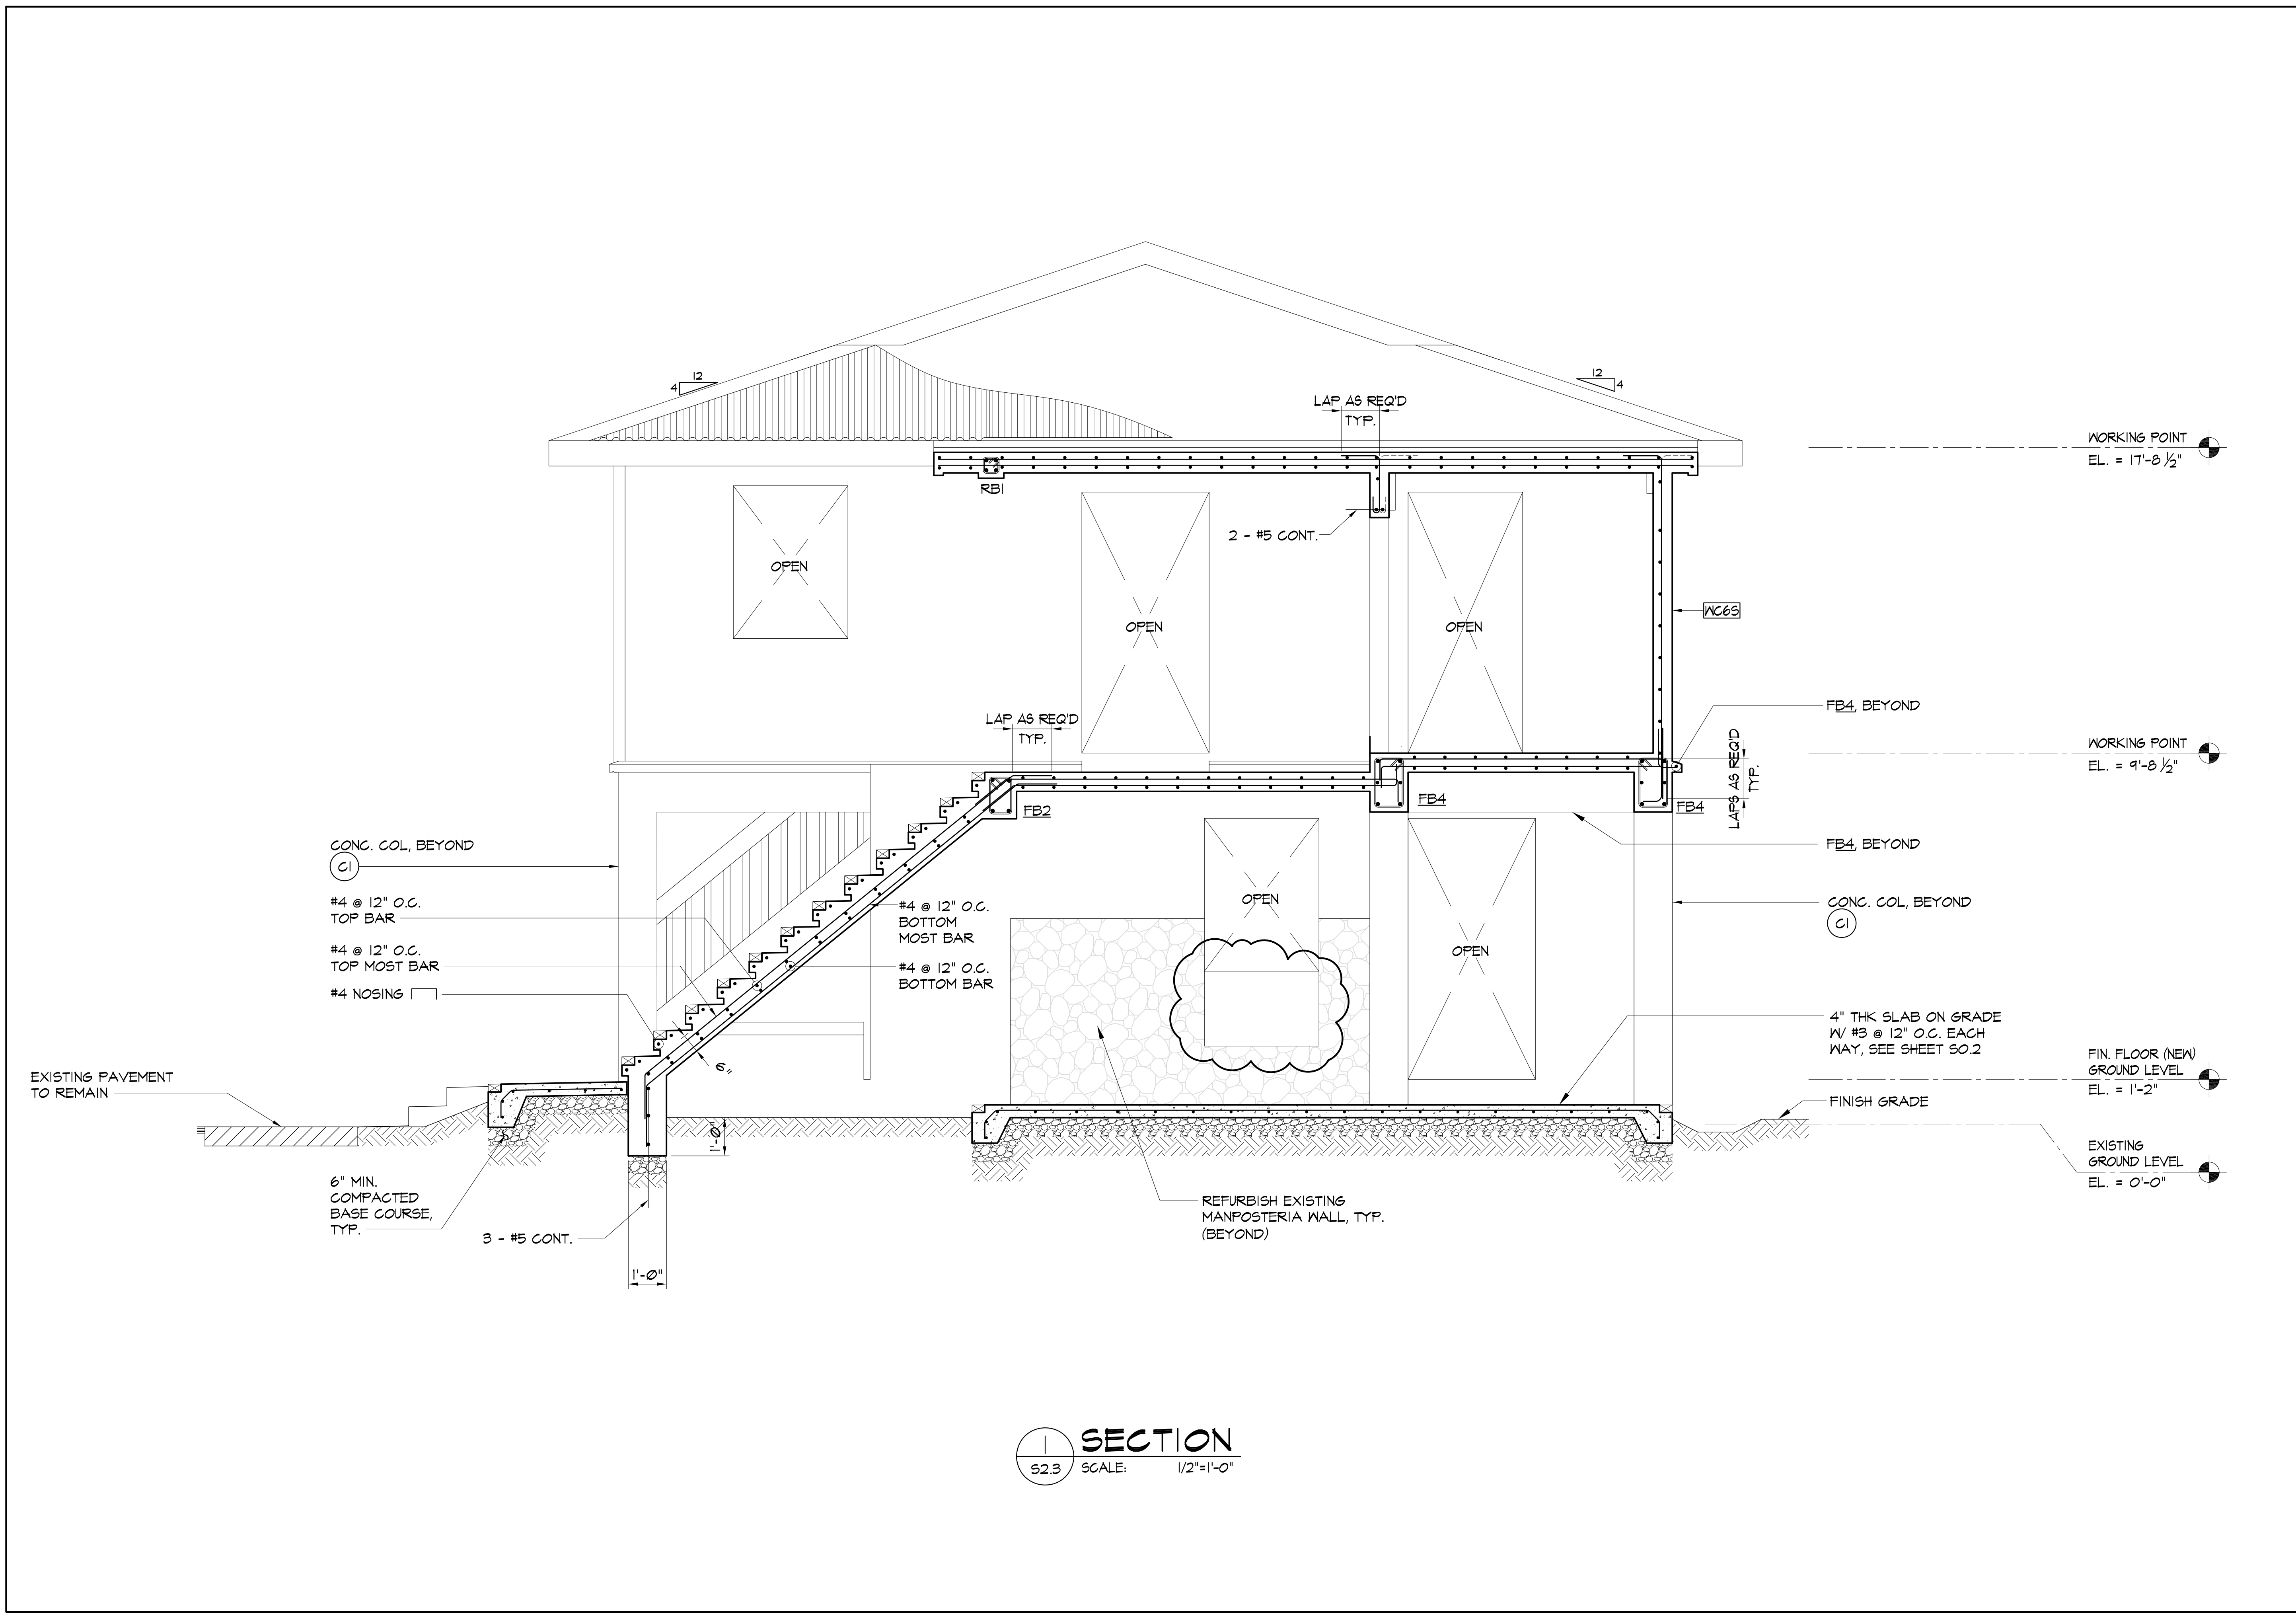 12
4
12
4
LAP AS REQ'D
TYP.
WORKING POINT
EL. = 17'-8 1/2"
RB1
2 - #5 CONT.
OPEN
OPEN
OPEN
WC6S
FB4, BEYOND
LAP AS REQ'D
TYP.
WORKING POINT
EL. = 9'-8 1/2"
LAPS AS REQ'D
TYP.
FB2
FB4
FB4
FB4, BEYOND
CONC. COL, BEYOND
C1
#4 @ 12" O.C.
TOP BAR
#4 @ 12" O.C.
TOP MOST BAR
#4 NOSING
#4 @ 12" O.C.
BOTTOM
MOST BAR
#4 @ 12" O.C.
BOTTOM BAR
OPEN
OPEN
CONC. COL, BEYOND
C1
6"
4" THK SLAB ON GRADE
W/ #3 @ 12" O.C. EACH
WAY, SEE SHEET S0.2
FIN. FLOOR (NEW)
GROUND LEVEL
EL. = 1'-2"
EXISTING PAVEMENT
TO REMAIN
FINISH GRADE
1'-0"
EXISTING
GROUND LEVEL
EL. = 0'-0"
6" MIN.
COMPACTED
BASE COURSE,
TYP.
3 - #5 CONT.
REFURBISH EXISTING
MANPOSTERIA WALL, TYP.
(BEYOND)
1'-0"
1
S2.3
SECTION
SCALE: 1/2"=1'-0"